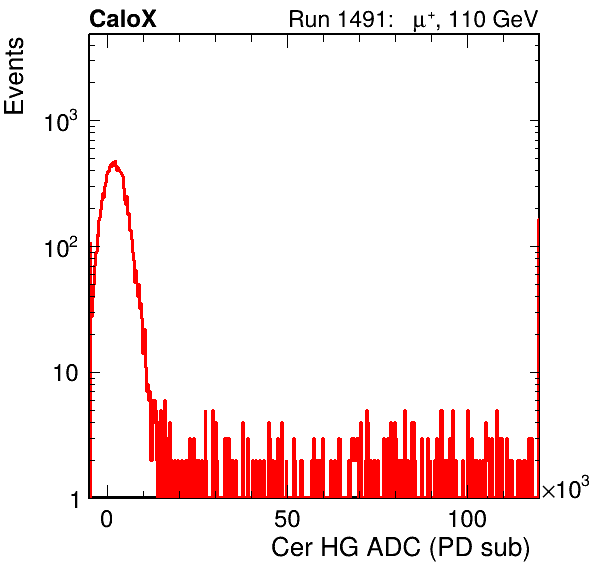 CaloX Run 1491: μ⁺, 110 GeV
Events
10³
10²
10
1
0 50 100 ×10³
Cer HG ADC (PD sub)